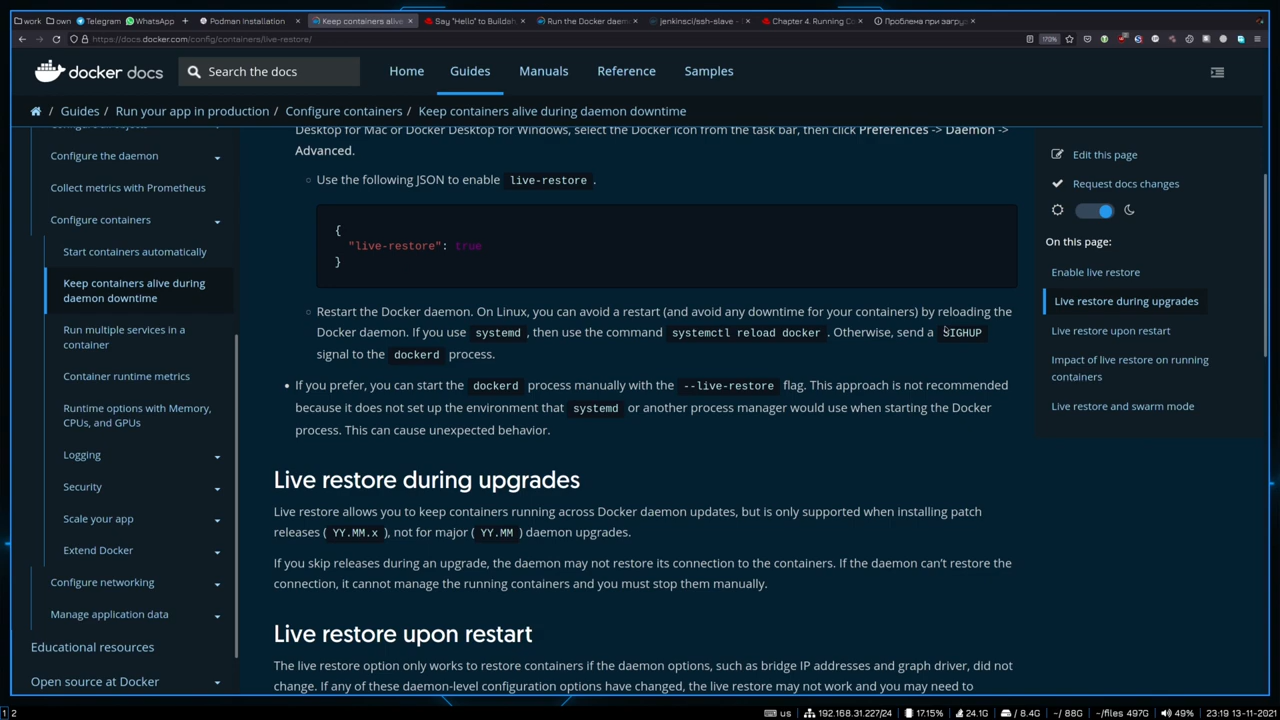 work
own
Telegram
WhatsApp
Podman Installation
Keep containers alive
Say "Hello" to Buildah
Run the Docker daem
jenkinsci/ssh-slave -
Chapter 4. Running Co
Проблема при загруз
https://docs.docker.com/config/containers/live-restore/
170%
docker docs
Search the docs
Home
Guides
Manuals
Reference
Samples
/ Guides / Run your app in production / Configure containers / Keep containers alive during daemon downtime
Configure the daemon
Collect metrics with Prometheus
Configure containers
Start containers automatically
Keep containers alive during
daemon downtime
Run multiple services in a
container
Container runtime metrics
Runtime options with Memory,
CPUs, and GPUs
Logging
Security
Scale your app
Extend Docker
Configure networking
Manage application data
Educational resources
Open source at Docker
Desktop for Mac or Docker Desktop for Windows, select the Docker icon from the task bar, then click Preferences -> Daemon ->
Advanced.
Use the following JSON to enable live-restore .
{
"live-restore": true
}
Restart the Docker daemon. On Linux, you can avoid a restart (and avoid any downtime for your containers) by reloading the
Docker daemon. If you use systemd , then use the command systemctl reload docker . Otherwise, send a SIGHUP
signal to the dockerd process.
If you prefer, you can start the dockerd process manually with the --live-restore flag. This approach is not recommended
because it does not set up the environment that systemd or another process manager would use when starting the Docker
process. This can cause unexpected behavior.
Live restore during upgrades
Live restore allows you to keep containers running across Docker daemon updates, but is only supported when installing patch
releases ( YY.MM.x ), not for major ( YY.MM ) daemon upgrades.
If you skip releases during an upgrade, the daemon may not restore its connection to the containers. If the daemon can't restore the
connection, it cannot manage the running containers and you must stop them manually.
Live restore upon restart
The live restore option only works to restore containers if the daemon options, such as bridge IP addresses and graph driver, did not
change. If any of these daemon-level configuration options have changed, the live restore may not work and you may need to
Edit this page
Request docs changes
On this page:
Enable live restore
Live restore during upgrades
Live restore upon restart
Impact of live restore on running
containers
Live restore and swarm mode
1 2
us
192.168.31.227/24
17.15%
24.1G
/ 8.4G
~/ 88G
~/files 497G
49%
23:19 13-11-2021